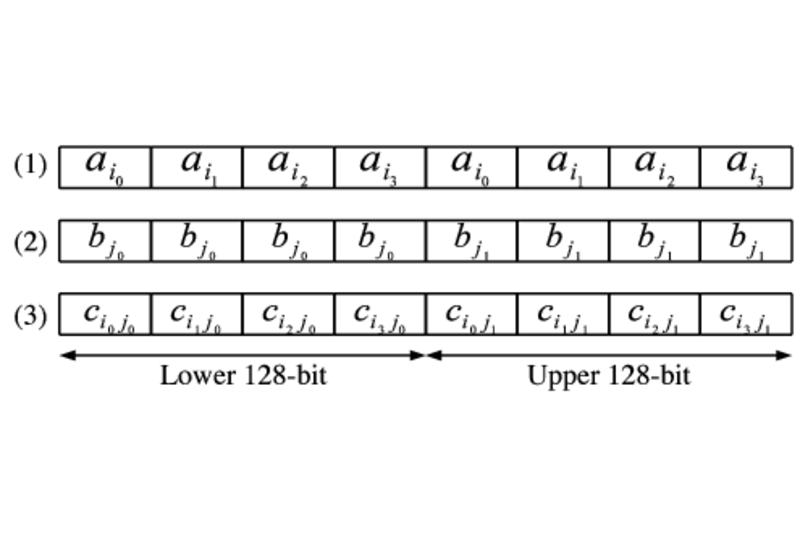 (1) a_{i_0} a_{i_1} a_{i_2} a_{i_3} a_{i_0} a_{i_1} a_{i_2} a_{i_3}
(2) b_{j_0} b_{j_0} b_{j_0} b_{j_0} b_{j_1} b_{j_1} b_{j_1} b_{j_1}
(3) c_{i_0 j_0} c_{i_1 j_0} c_{i_2 j_0} c_{i_3 j_0} c_{i_0 j_1} c_{i_1 j_1} c_{i_2 j_1} c_{i_3 j_1}
Lower 128-bit Upper 128-bit